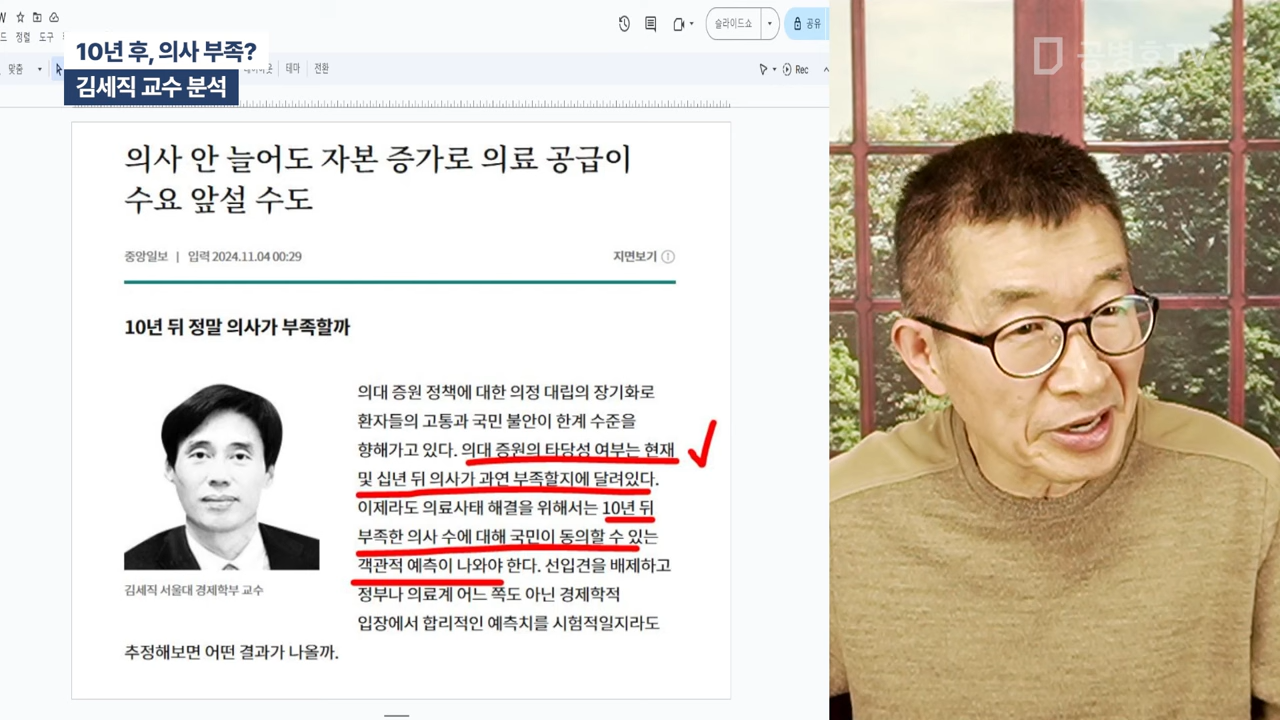 10년 후, 의사 부족?
김세직 교수 분석
정렬 도구
슬라이드쇼
공유
맞춤
테마
전환
Rec
공병호TV
의사 안 늘어도 자본 증가로 의료 공급이
수요 앞설 수도
중앙일보 | 입력 2024.11.04 00:29
지면보기
10년 뒤 정말 의사가 부족할까
의대 증원 정책에 대한 의정 대립의 장기화로
환자들의 고통과 국민 불안이 한계 수준을
향해가고 있다. 의대 증원의 타당성 여부는 현재
및 십년 뒤 의사가 과연 부족할지에 달려있다.
이제라도 의료사태 해결을 위해서는 10년 뒤
부족한 의사 수에 대해 국민이 동의할 수 있는
객관적 예측이 나와야 한다. 선입견을 배제하고
정부나 의료계 어느 쪽도 아닌 경제학적
입장에서 합리적인 예측치를 시험적일지라도
추정해보면 어떤 결과가 나올까.
김세직 서울대 경제학부 교수